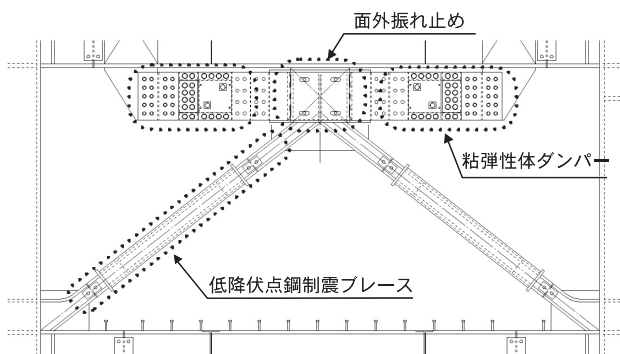 面外振れ止め
粘弾性体ダンパー
低降伏点鋼制震ブレース